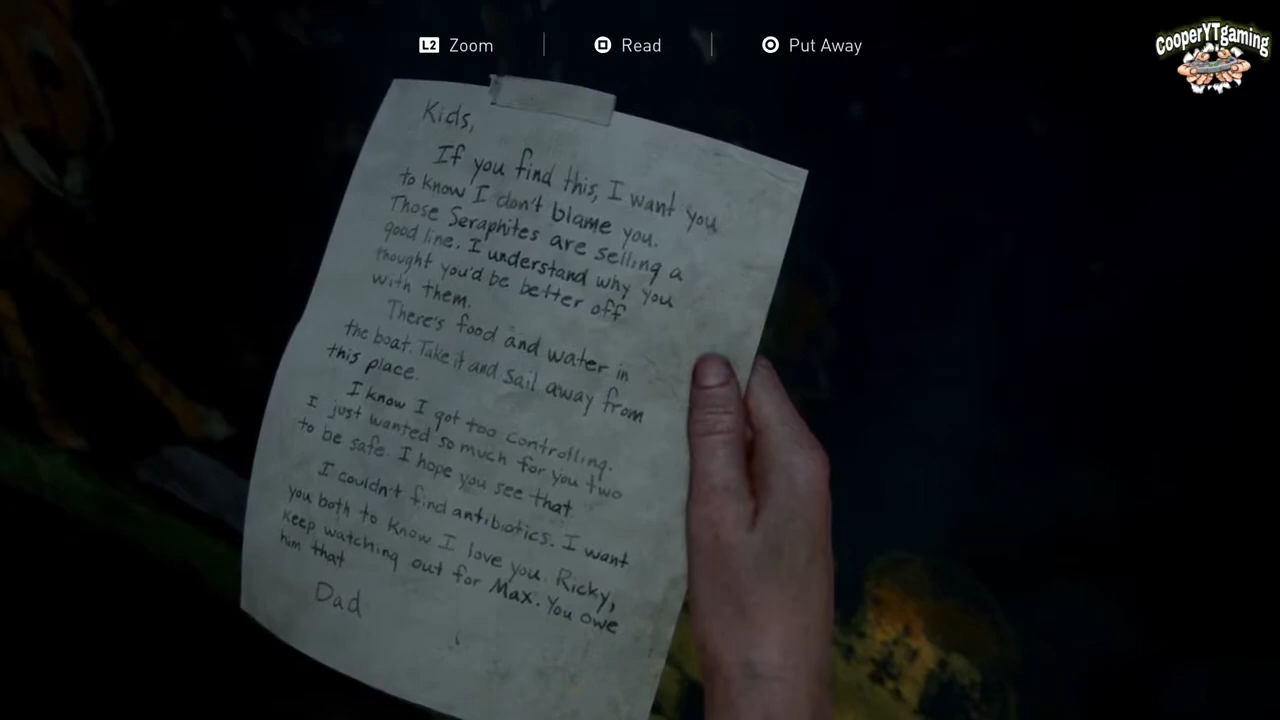 L2 Zoom | Read | Put Away
CooperYTgaming
Kids,
If you find this, I want you
to know I don't blame you.
Those Seraphites are selling a
good line. I understand why you
thought you'd be better off
with them.
There's food and water in
the boat. Take it and sail away from
this place.
I know I got too controlling.
I just wanted so much for you two
to be safe. I hope you see that
I couldn't find antibiotics. I want
you both to know I love you. Ricky,
keep watching out for Max. You owe
him that
Dad